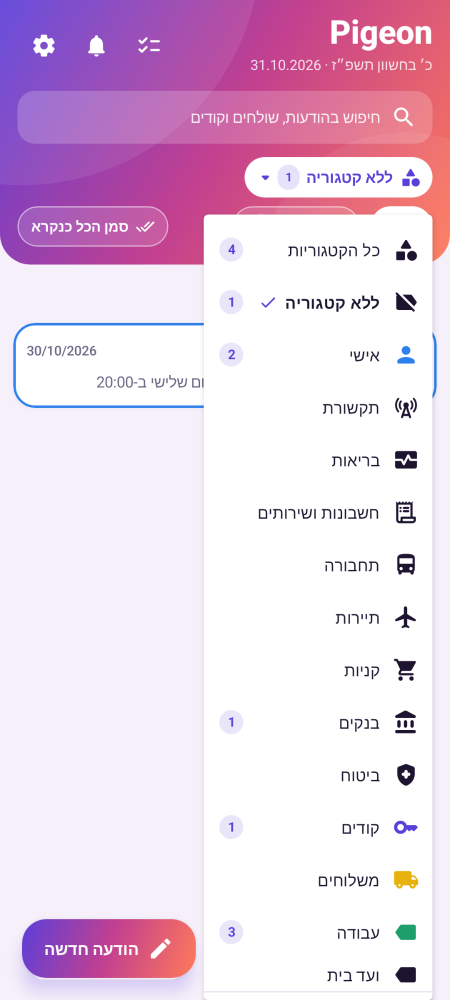 Pigeon
כ׳ בחשוון תשפ״ז · 31.10.2026
חיפוש בהודעות, שולחים וקודים
ללא קטגוריה 1
סמן הכל כנקרא
כל הקטגוריות 4
ללא קטגוריה 1
אישי 2
תקשורת
בריאות
חשבונות ושירותים
תחבורה
תיירות
קניות
בנקים 1
ביטוח
קודים 1
משלוחים
עבודה 3
ועד בית
30/10/2026
שלישי ב-20:00
הודעה חדשה